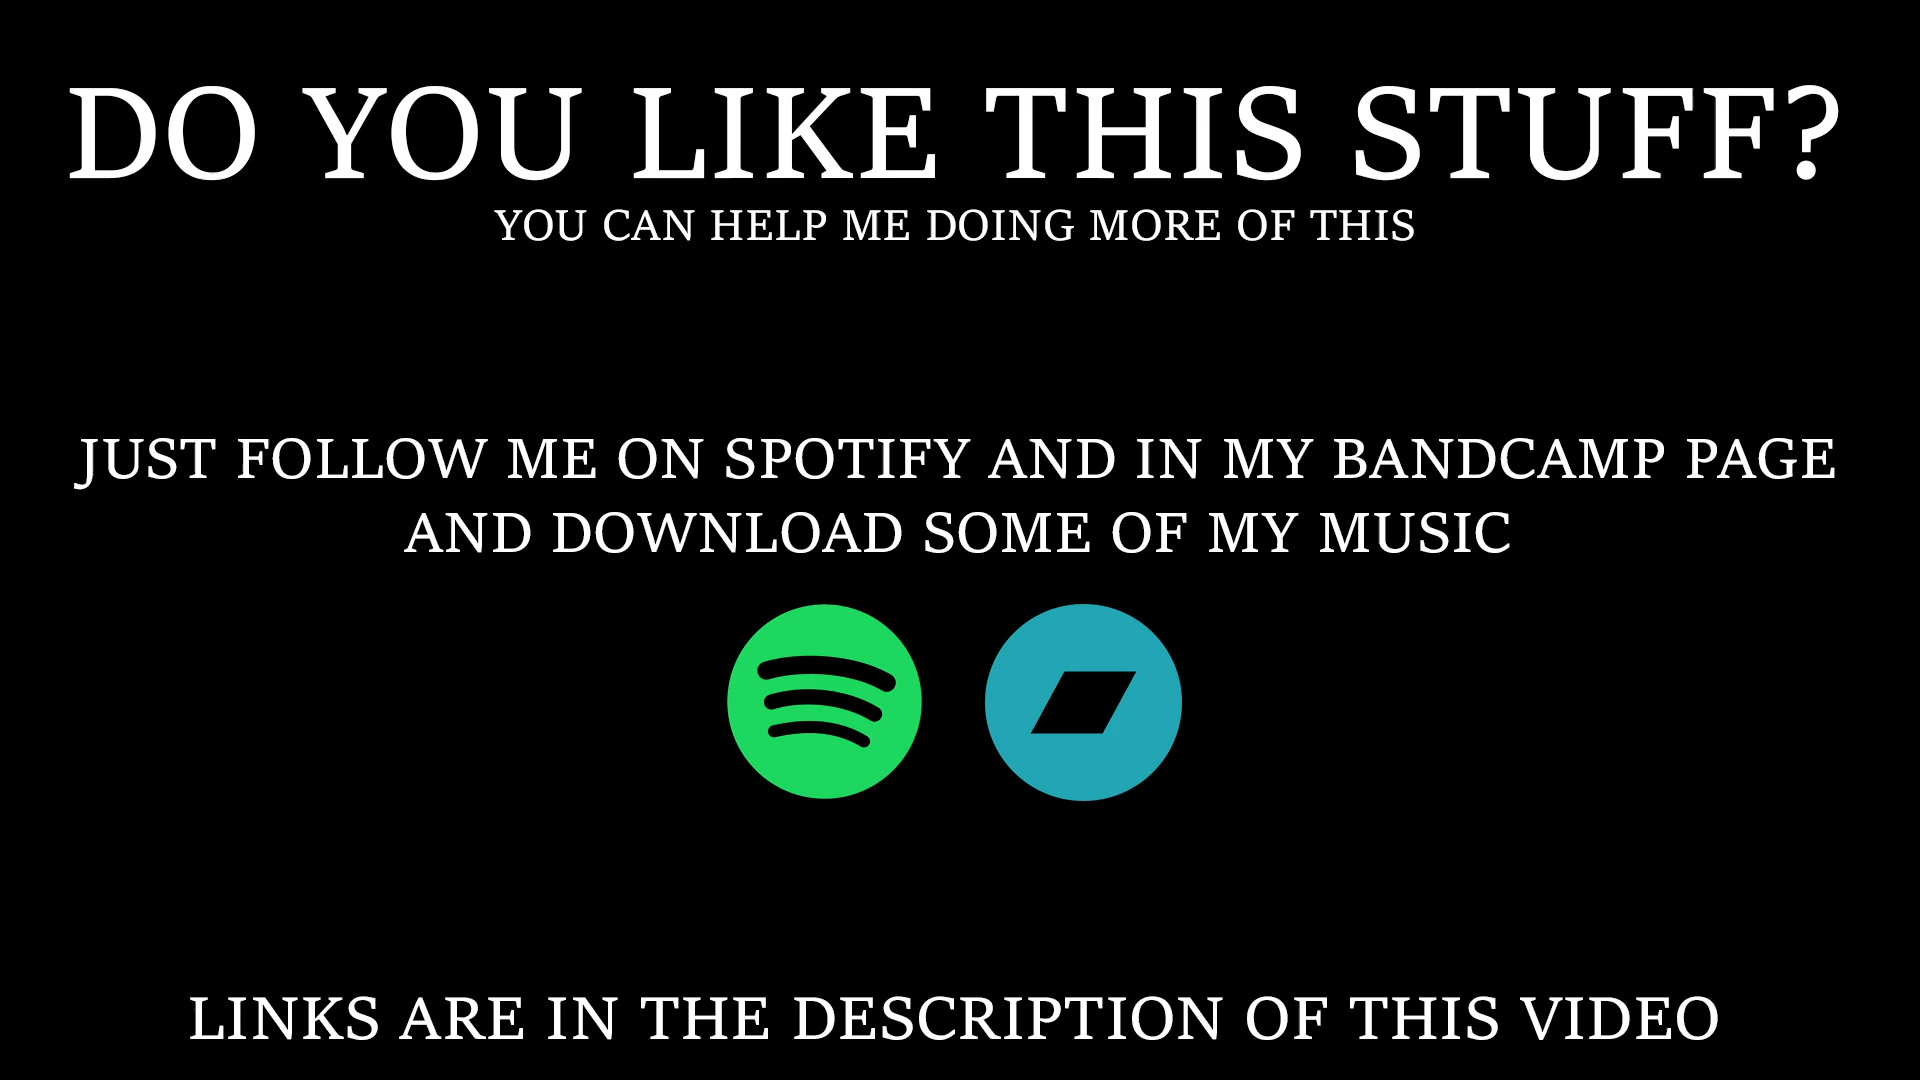 DO YOU LIKE THIS STUFF?
YOU CAN HELP ME DOING MORE OF THIS
JUST FOLLOW ME ON SPOTIFY AND IN MY BANDCAMP PAGE
AND DOWNLOAD SOME OF MY MUSIC
LINKS ARE IN THE DESCRIPTION OF THIS VIDEO